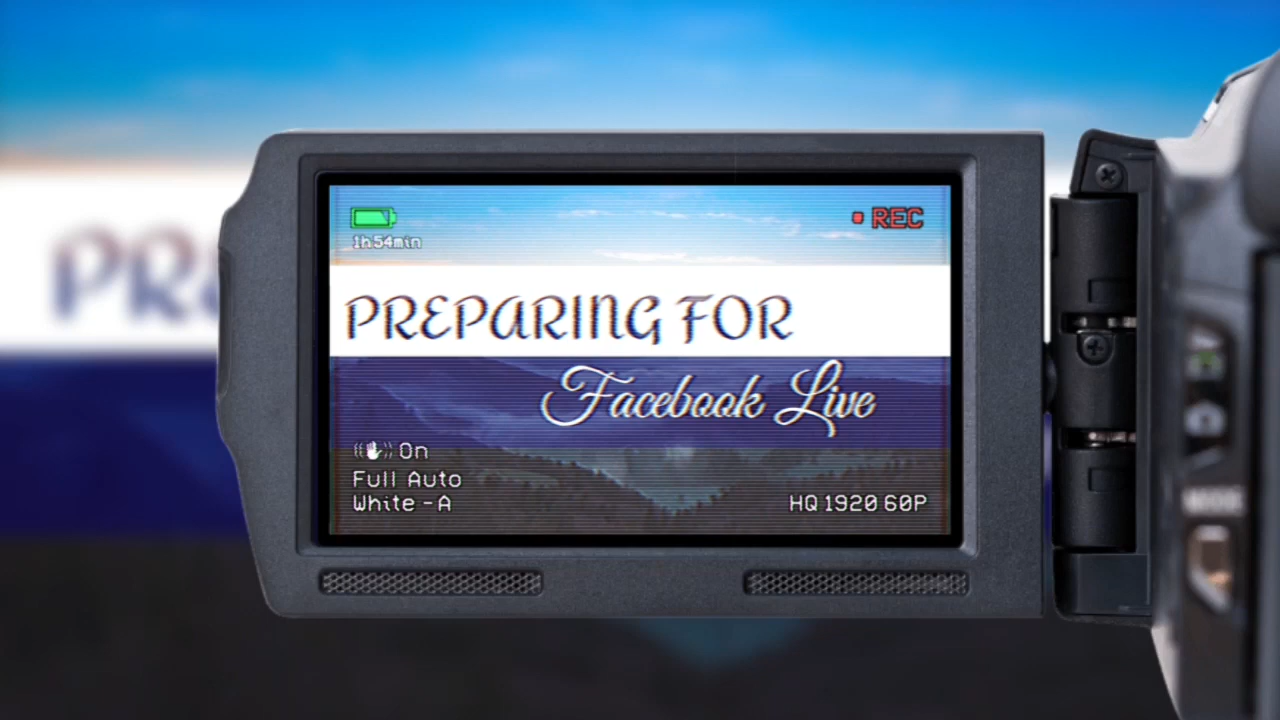 REC
1h54min
PREPARING FOR
Facebook Live
On
Full Auto
White -A
HQ 1920 60P